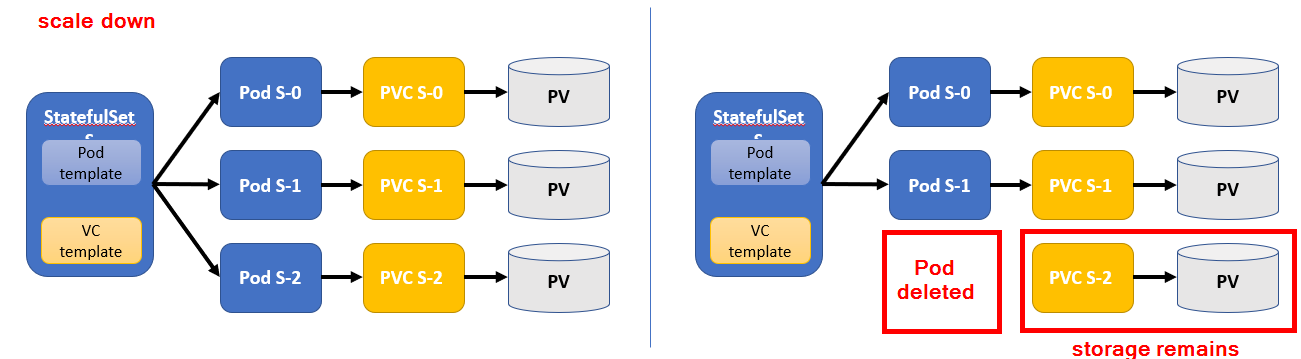 scale down
StatefulSet
Pod
template
VC
template
Pod S-0
PVC S-0
PV
Pod S-1
PVC S-1
PV
Pod S-2
PVC S-2
PV
StatefulSet
Pod
template
VC
template
Pod S-0
PVC S-0
PV
Pod S-1
PVC S-1
PV
Pod
deleted
PVC S-2
PV
storage remains